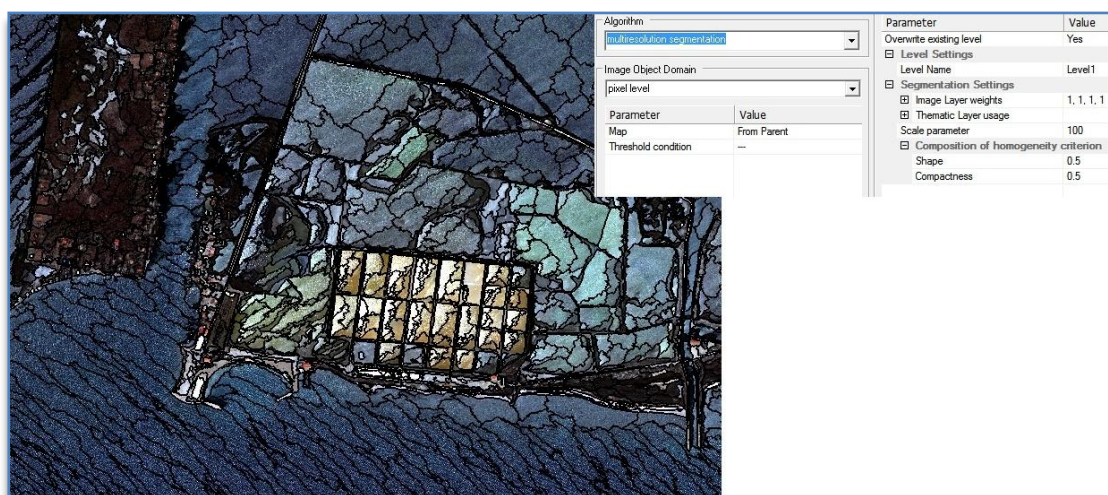 Algorithm
multiresolution segmentation
Image Object Domain
pixel level
Parameter Value
Map From Parent
Threshold condition ---
Parameter Value
Overwrite existing level Yes
Level Settings
Level Name Level1
Segmentation Settings
Image Layer weights 1, 1, 1, 1
Thematic Layer usage
Scale parameter 100
Composition of homogeneity criterion
Shape 0.5
Compactness 0.5